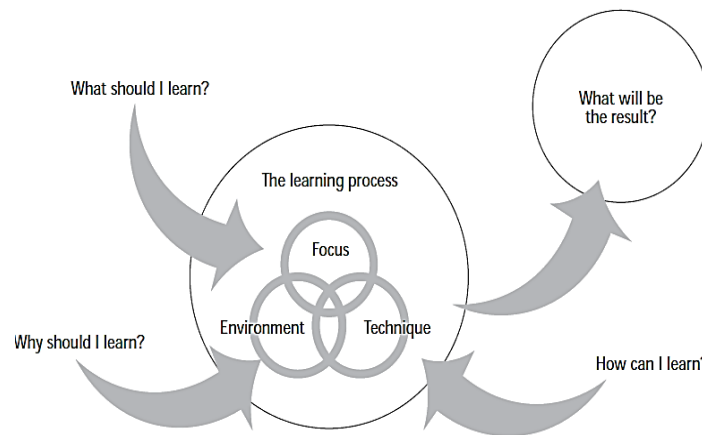 What should I learn?
What will be
the result?
The learning process
Focus
Environment
Technique
Why should I learn?
How can I learn?